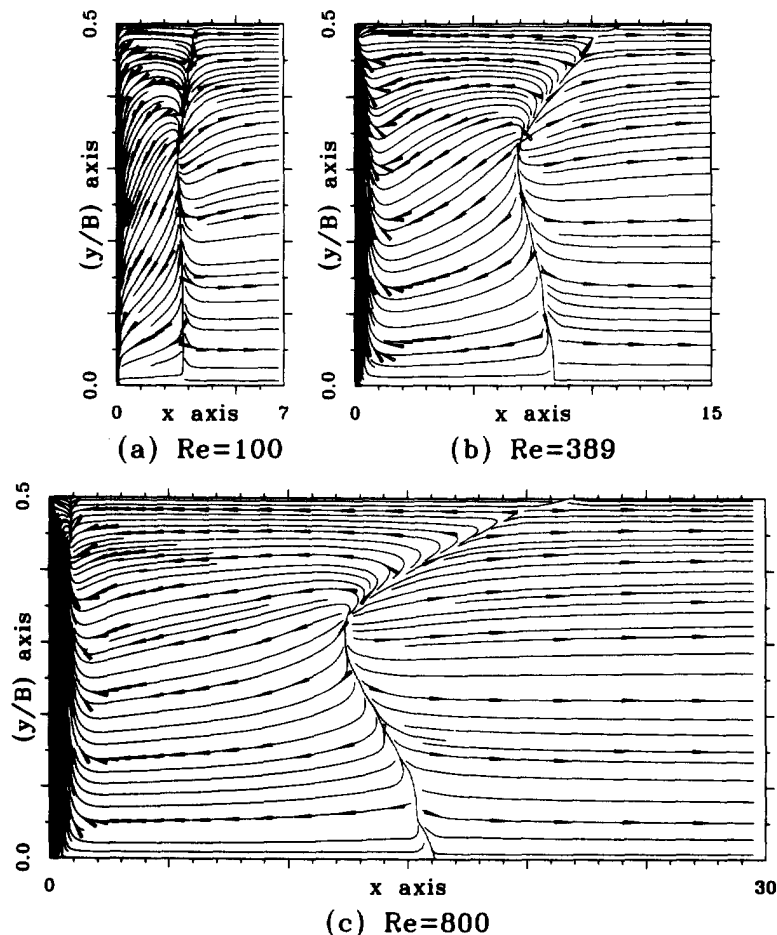 0.5
(y/B) axis
0.0
0
x axis
7
(a) Re=100
0.5
(y/B) axis
0.0
0
x axis
15
(b) Re=389
0.5
(y/B) axis
0.0
0
x axis
30
(c) Re=800